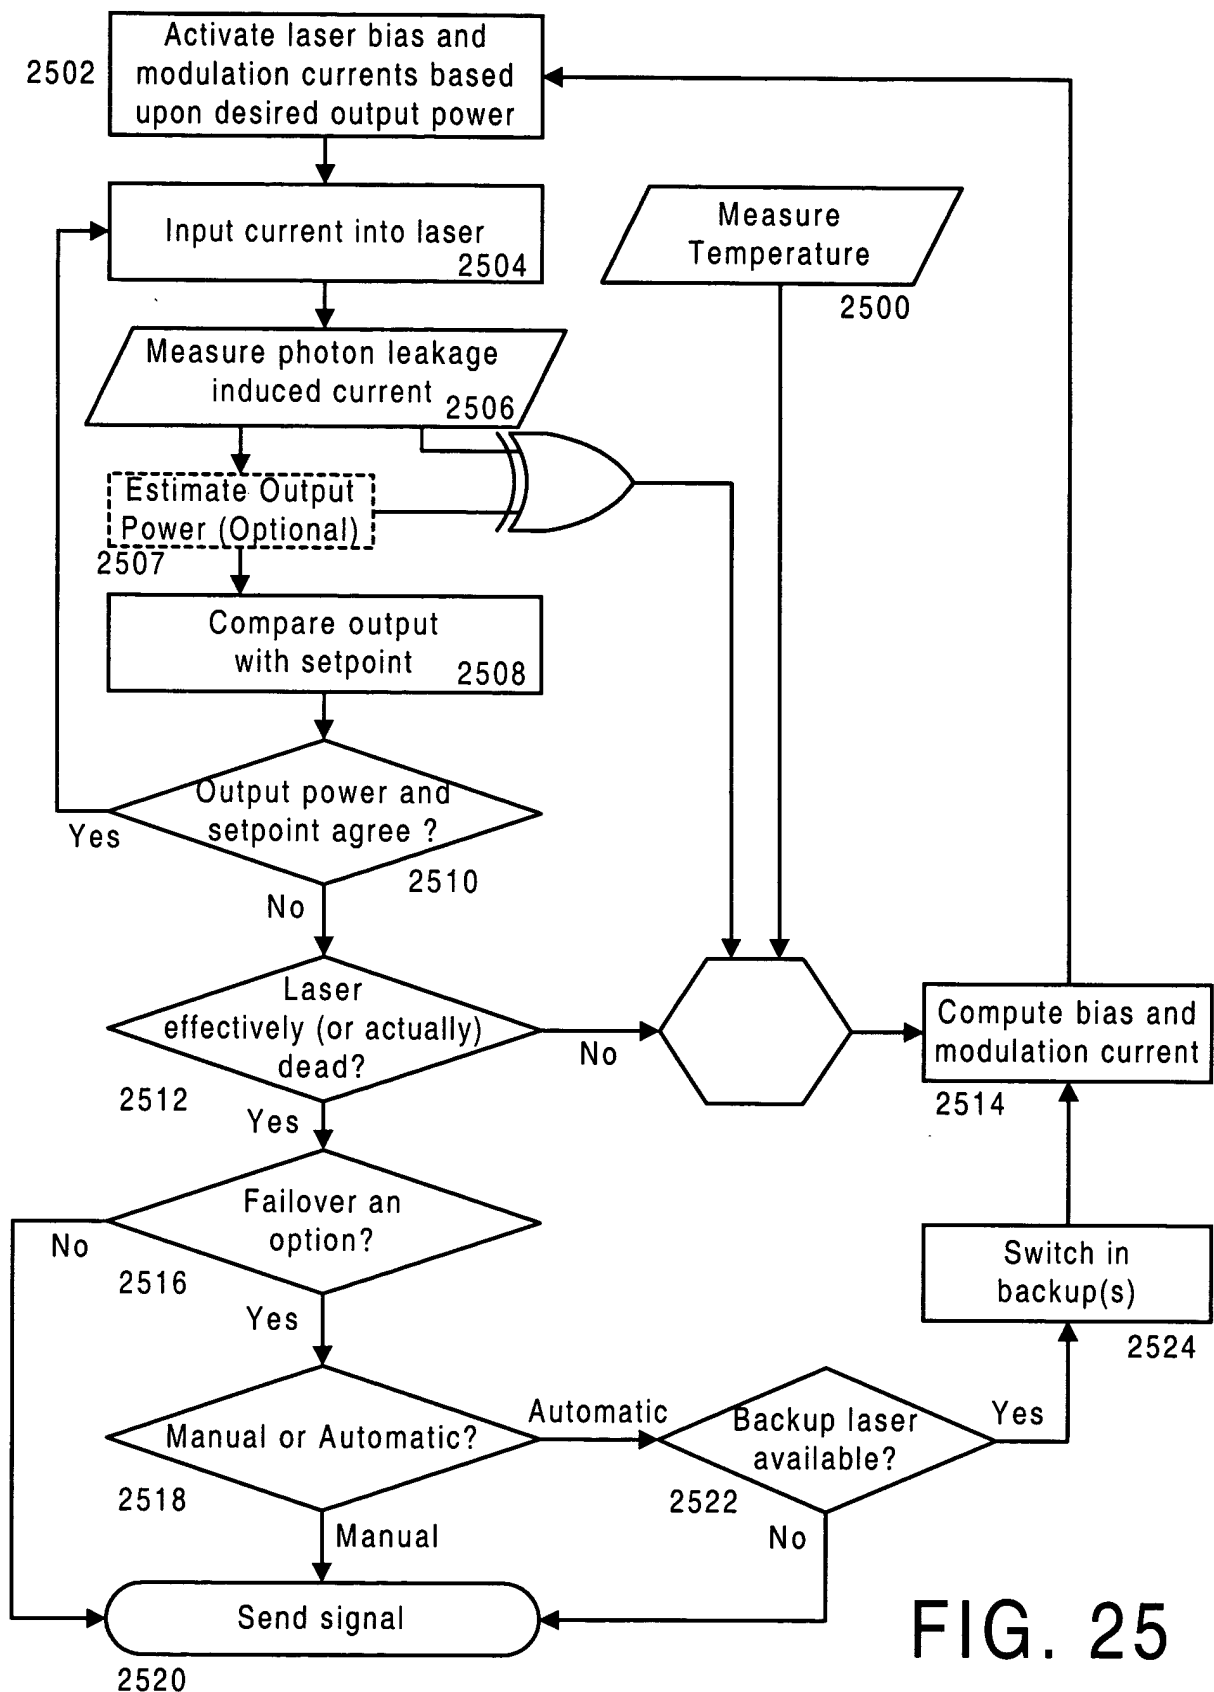 Activate laser bias and
modulation currents based
upon desired output power
2502
Input current into laser
2504
Measure
Temperature
2500
Measure photon leakage
induced current
2506
Estimate Output
Power (Optional)
2507
Compare output
with setpoint
2508
Output power and
setpoint agree ?
Yes
2510
No
Laser
effectively (or actually)
dead?
No
2512
Yes
Compute bias and
modulation current
2514
Failover an
option?
No
2516
Yes
Switch in
backup(s)
2524
Manual or Automatic?
Automatic
2518
Manual
Backup laser
available?
Yes
2522
No
Send signal
2520
FIG. 25